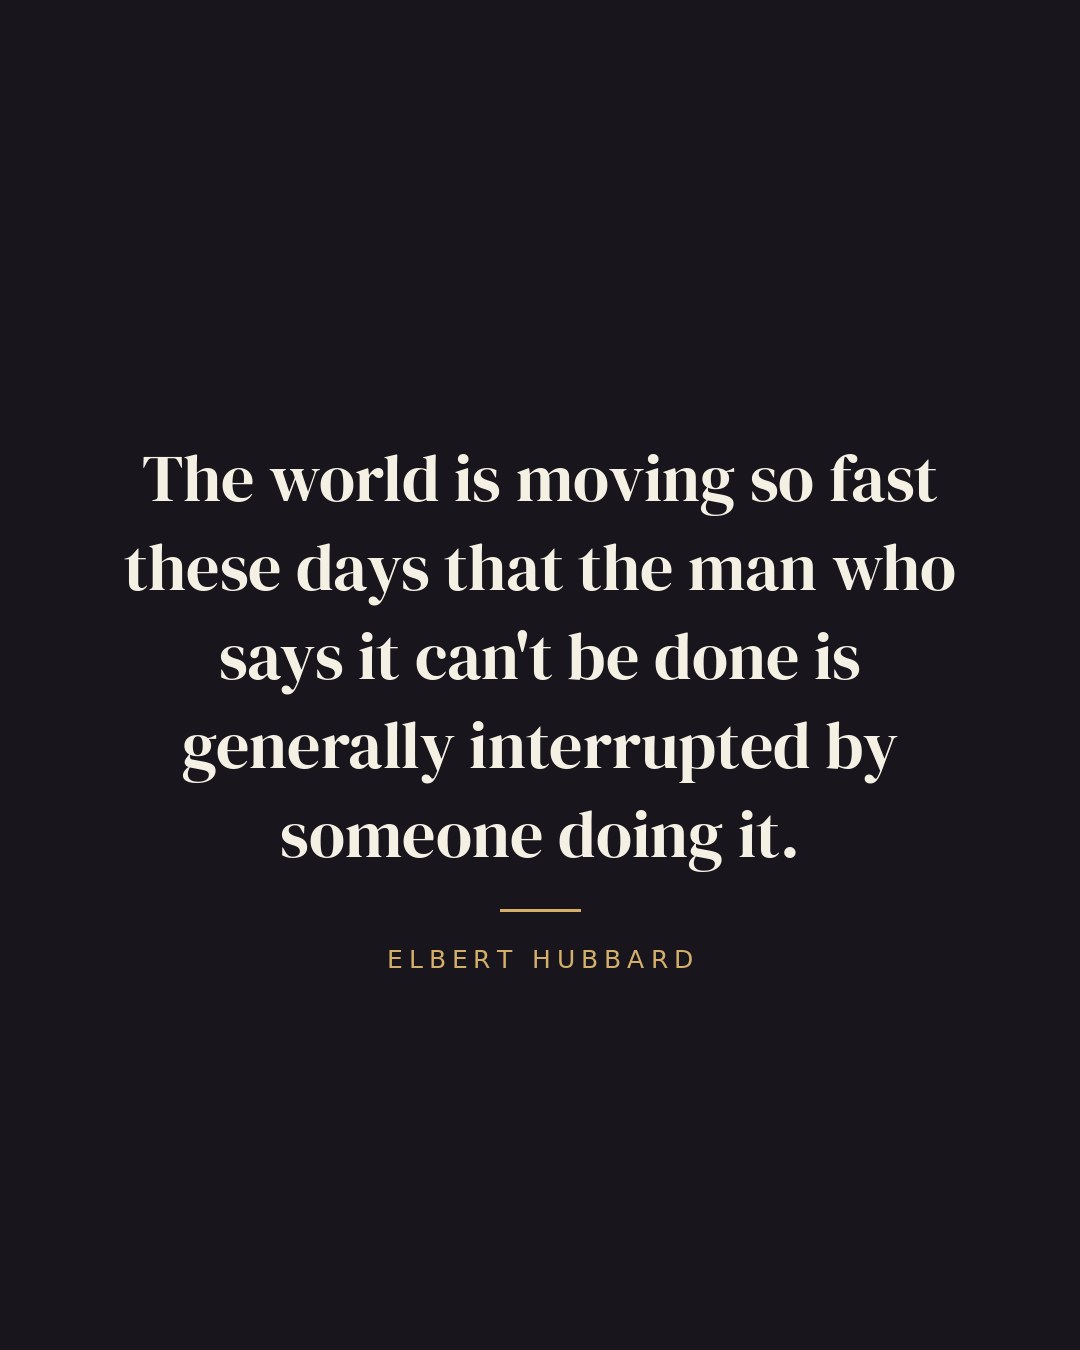 The world is moving so fast
these days that the man who
says it can't be done is
generally interrupted by
someone doing it.
ELBERT HUBBARD